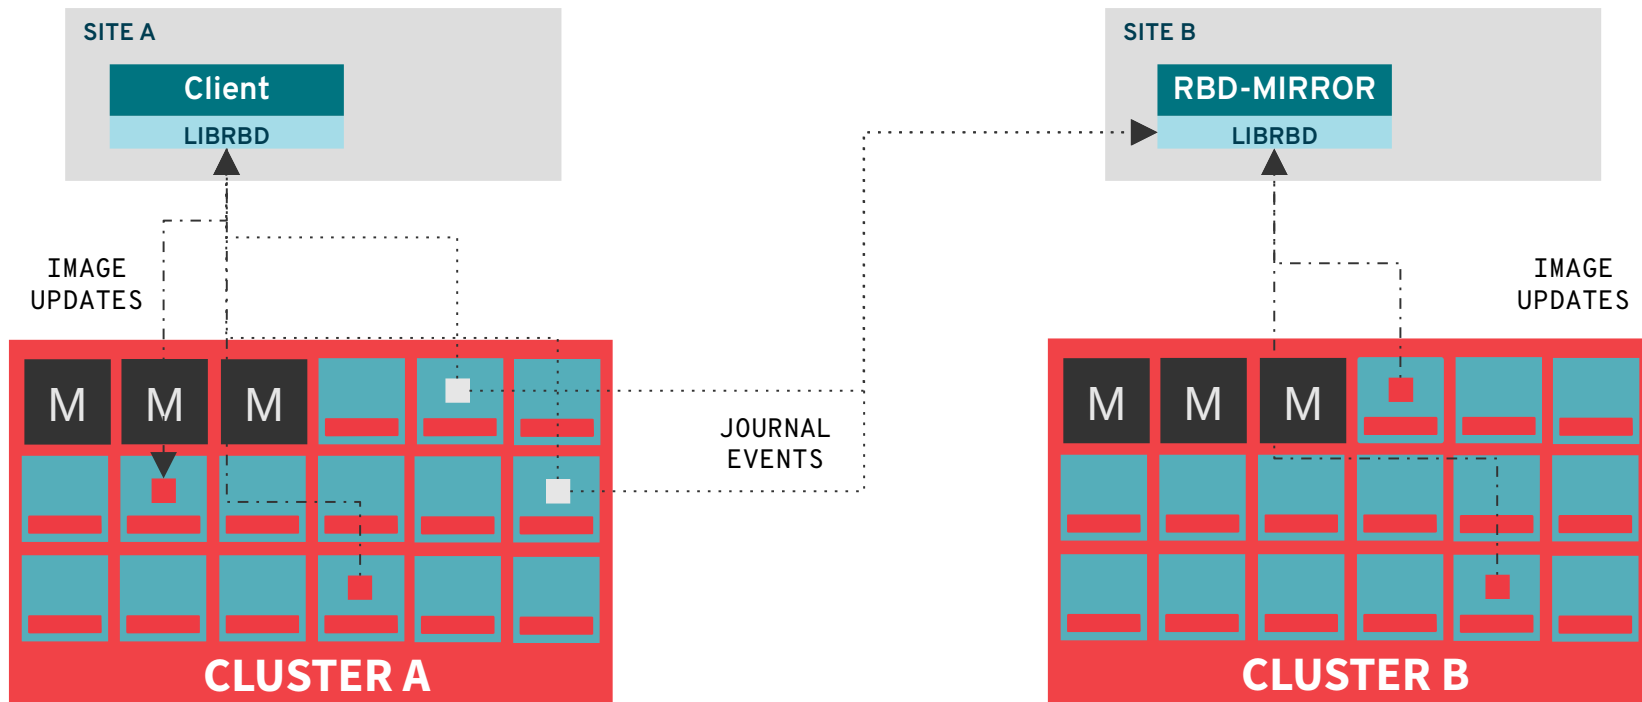 SITE A
Client
LIBRBD
SITE B
RBD-MIRROR
LIBRBD
IMAGE
UPDATES
IMAGE
UPDATES
M M M
JOURNAL
EVENTS
M M M
CLUSTER A
CLUSTER B